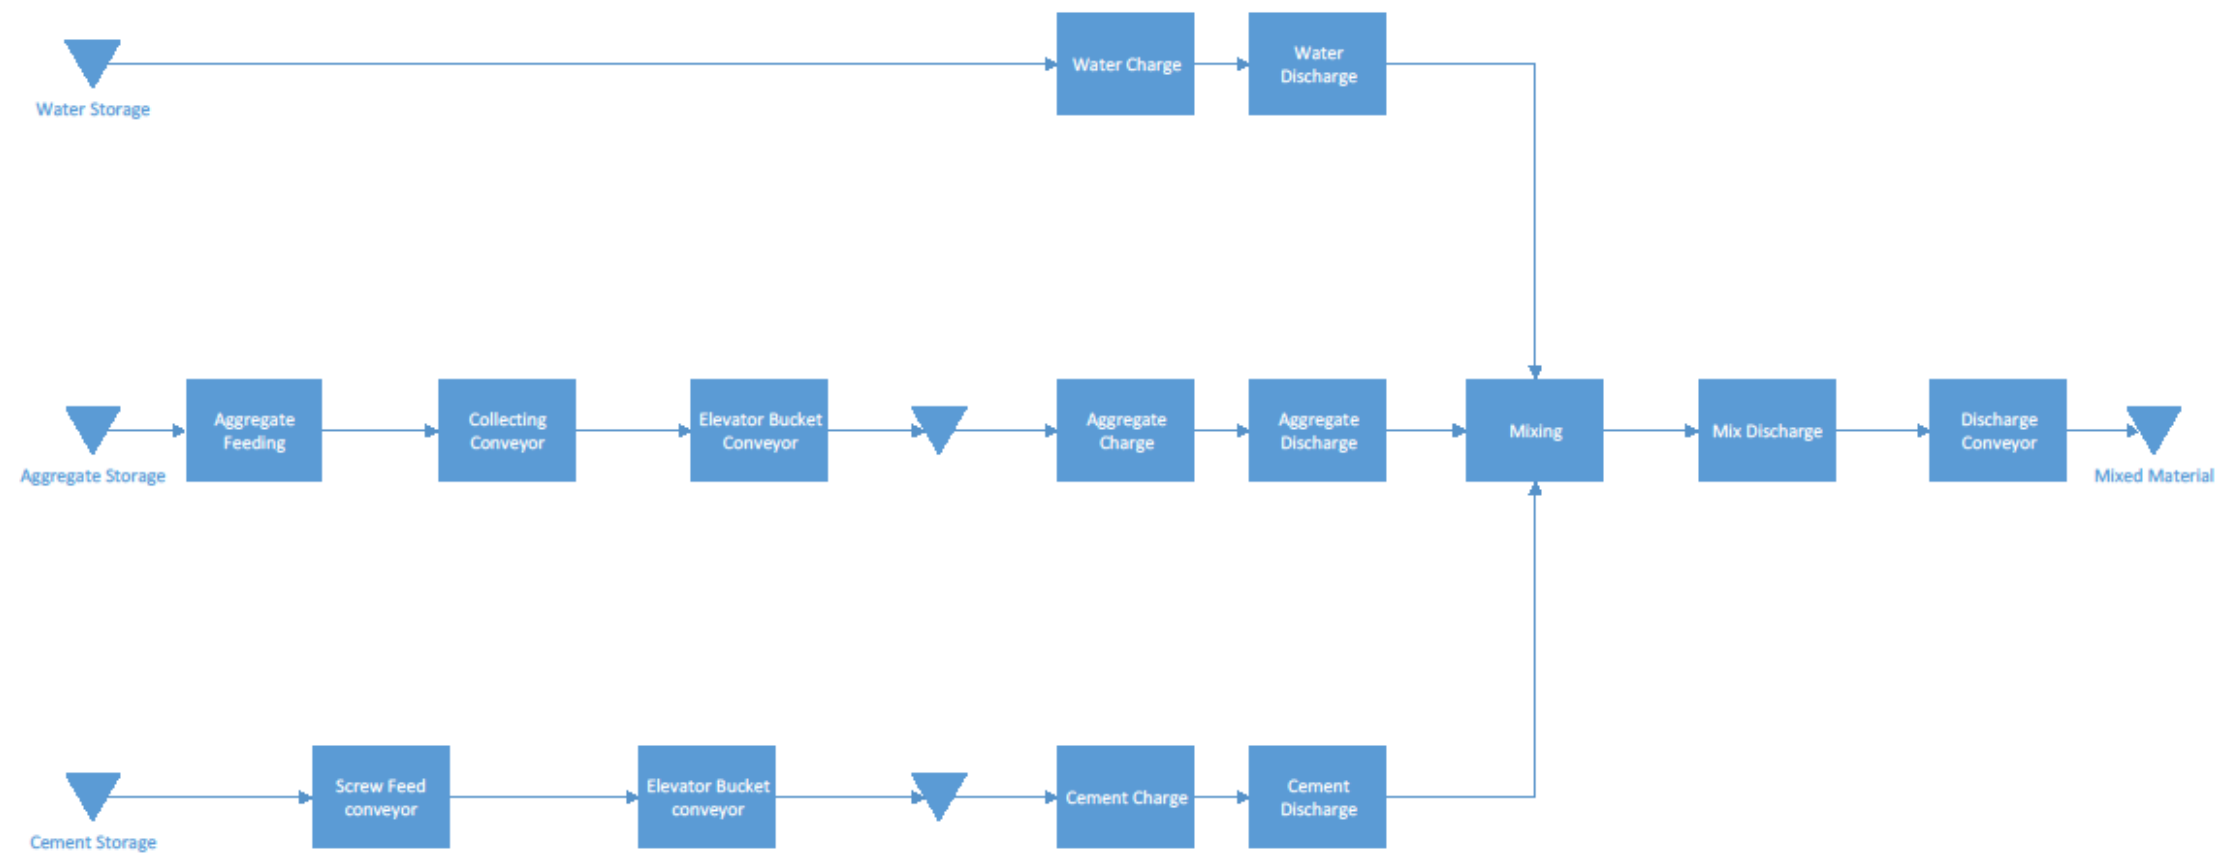 Water Charge
Water
Discharge
Water Storage
Aggregate
Feeding
Collecting
Conveyor
Elevator Bucket
Conveyor
Aggregate
Charge
Aggregate
Discharge
Mixing
Mix Discharge
Discharge
Conveyor
Aggregate Storage
Mixed Material
Screw Feed
conveyor
Elevator Bucket
conveyor
Cement Charge
Cement
Discharge
Cement Storage